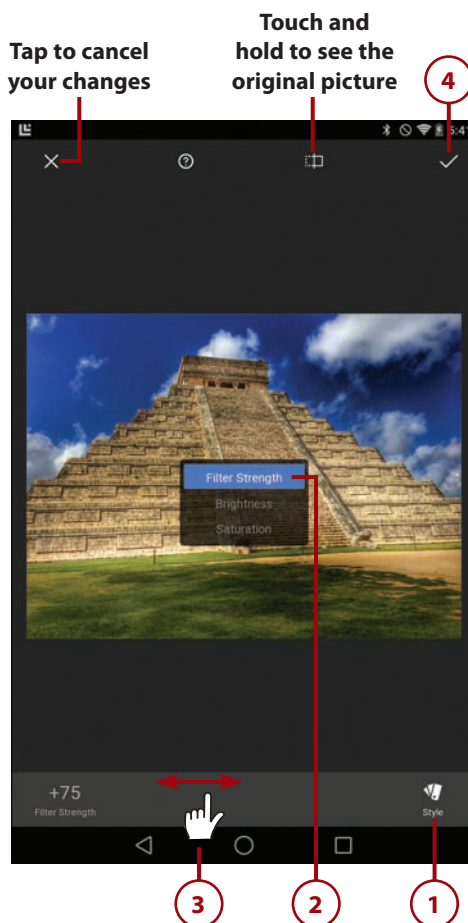 Touch and
Tap to cancel
hold to see the
your changes
original picture
4
5:41
Filter Strength
Brightness
Saturation
+75
Filter Strength
Style
3
2
1